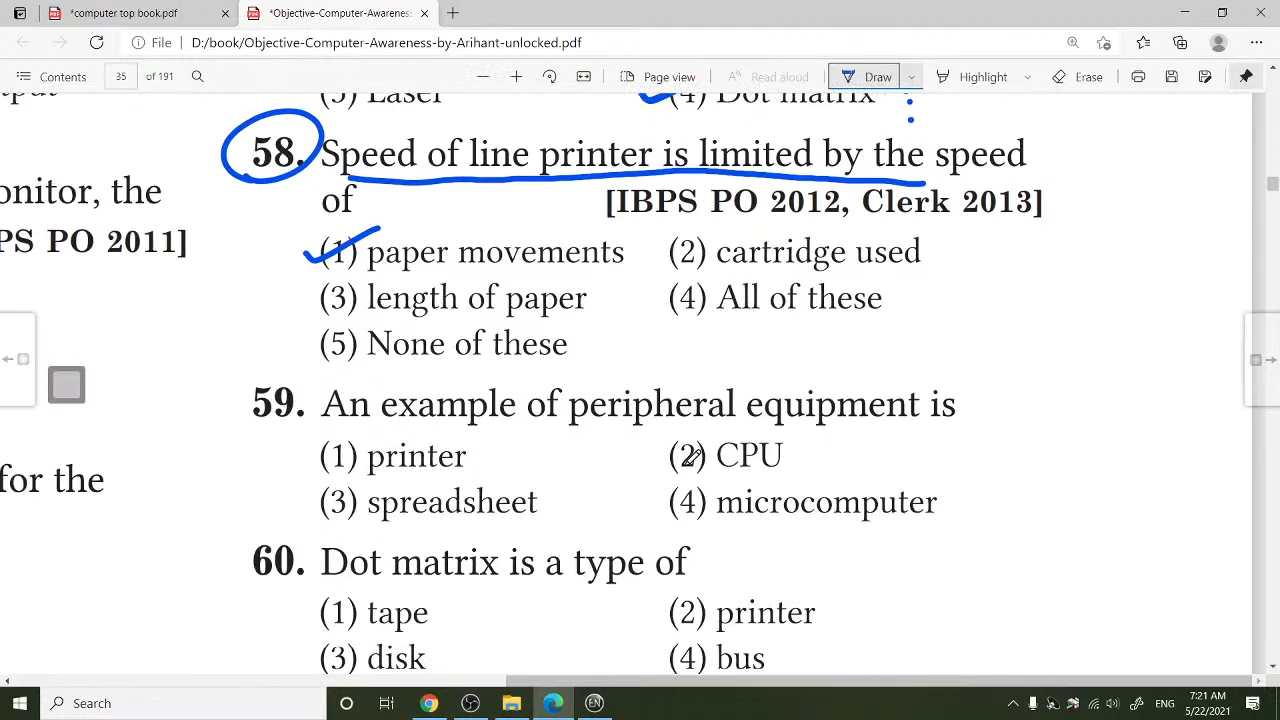 *computer top book.pdf
*Objective-Computer-Awareness-
File
D:/book/Objective-Computer-Awareness-by-Arihant-unlocked.pdf
Contents
35
of 191
Page view
Read aloud
Draw
Highlight
Erase
(3) Laser
(4) Dot matrix
58. Speed of line printer is limited by the speed
of [IBPS PO 2012, Clerk 2013]
(1) paper movements (2) cartridge used
(3) length of paper (4) All of these
(5) None of these
59. An example of peripheral equipment is
(1) printer (2) CPU
(3) spreadsheet (4) microcomputer
60. Dot matrix is a type of
(1) tape (2) printer
(3) disk (4) bus
onitor, the
PS PO 2011]
for the
Search
EN
ENG
7:21 AM
5/22/2021